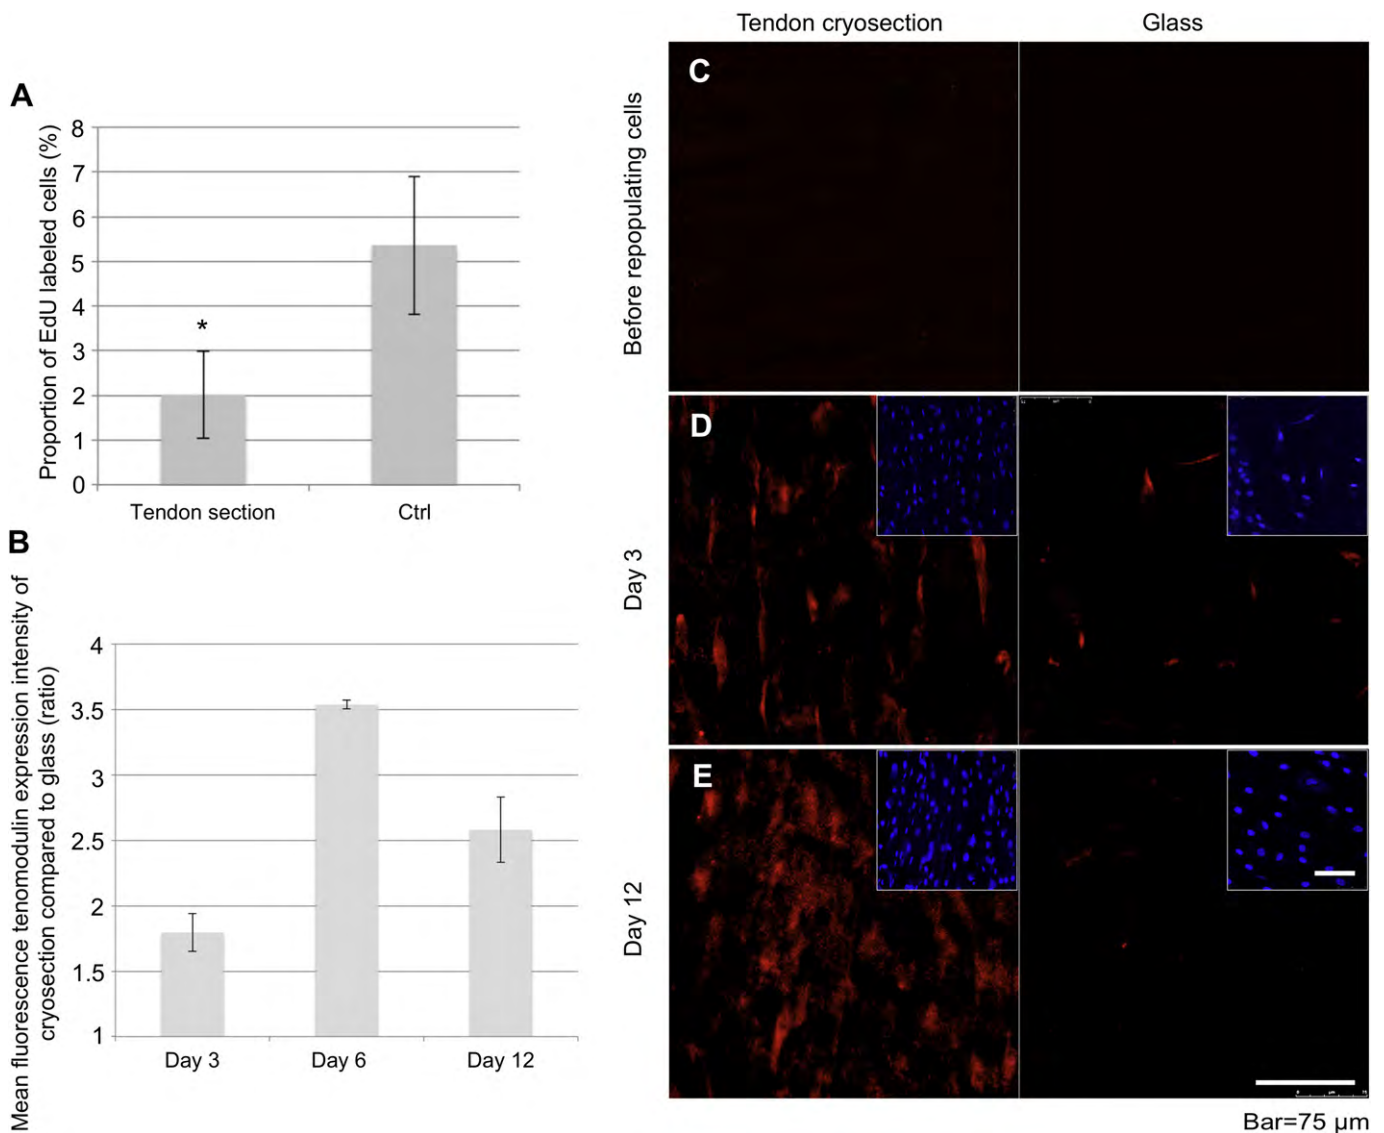 A
Proportion of EdU labeled cells (%)
8
7
6
5
4
3
2
1
0
*
Tendon section
Ctrl
B
Mean fluorescence tenomodulin expression intensity of
cryosection compared to glass (ratio)
4
3.5
3
2.5
2
1.5
1
Day 3
Day 6
Day 12
Tendon cryosection
Glass
Before repopulating cells
C
Day 3
D
Day 12
E
Bar=75 µm